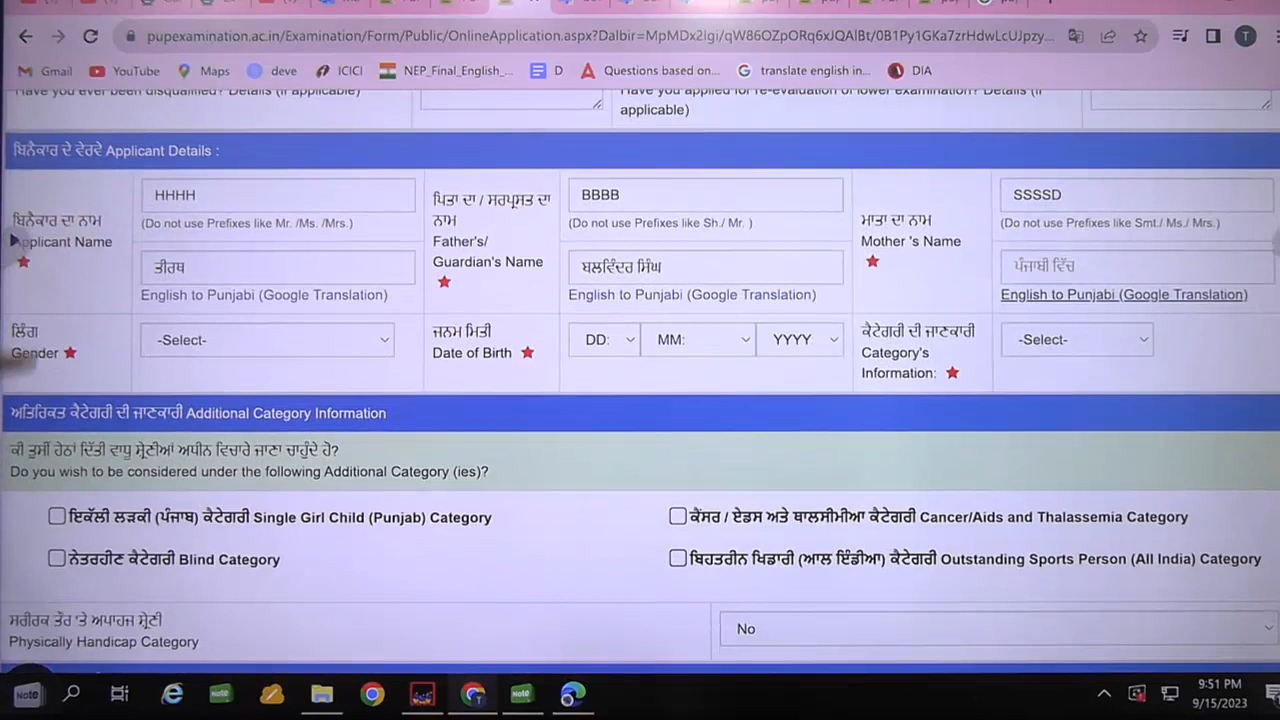 pupexamination.ac.in/Examination/Form/Public/OnlineApplication.aspx?Dalbir=MpMDx2Igi/qW86OZpORq6xJQAlBt/0B1Py1GKa7zrHdwLcUJpzy...
T
Gmail YouTube Maps deve ICICI NEP_Final_English_... D Questions based on... translate english in... DIA
Have you ever been disqualified? Details (if applicable)
Have you applied for re-evaluation of lower examination? Details (if
applicable)
ਬਿਨੈਕਾਰ ਦੇ ਵੇਰਵੇ Applicant Details :
ਬਿਨੈਕਾਰ ਦਾ ਨਾਮ
Applicant Name
HHHH
(Do not use Prefixes like Mr. /Ms. /Mrs.)
ਤੀਰਥ
English to Punjabi (Google Translation)
ਪਿਤਾ ਦਾ / ਸਰਪ੍ਰਸਤ ਦਾ
ਨਾਮ
Father's/
Guardian's Name
BBBB
(Do not use Prefixes like Sh./ Mr. )
ਬਲਵਿੰਦਰ ਸਿੰਘ
English to Punjabi (Google Translation)
ਮਾਤਾ ਦਾ ਨਾਮ
Mother 's Name
SSSSD
(Do not use Prefixes like Smt./ Ms./ Mrs.)
ਪੰਜਾਬੀ ਵਿੱਚ
English to Punjabi (Google Translation)
ਲਿੰਗ
Gender
-Select-
ਜਨਮ ਮਿਤੀ
Date of Birth
DD: MM: YYYY
ਕੈਟੇਗਰੀ ਦੀ ਜਾਣਕਾਰੀ
Category's
Information:
-Select-
ਅਤਿਰਿਕਤ ਕੈਟੇਗਰੀ ਦੀ ਜਾਣਕਾਰੀ Additional Category Information
ਕੀ ਤੁਸੀਂ ਹੇਠਾਂ ਦਿੱਤੀ ਵਾਧੂ ਸ਼੍ਰੇਣੀਆਂ ਅਧੀਨ ਵਿਚਾਰੇ ਜਾਣਾ ਚਾਹੁੰਦੇ ਹੋ?
Do you wish to be considered under the following Additional Category (ies)?
ਇਕੱਲੀ ਲੜਕੀ (ਪੰਜਾਬ) ਕੈਟੇਗਰੀ Single Girl Child (Punjab) Category
ਕੈਂਸਰ / ਏਡਸ ਅਤੇ ਥਾਲਸੀਮੀਆ ਕੈਟੇਗਰੀ Cancer/Aids and Thalassemia Category
ਨੇਤਰਹੀਣ ਕੈਟੇਗਰੀ Blind Category
ਬਿਹਤਰੀਨ ਖਿਡਾਰੀ (ਆਲ ਇੰਡੀਆ) ਕੈਟੇਗਰੀ Outstanding Sports Person (All India) Category
ਸਰੀਰਕ ਤੌਰ 'ਤੇ ਅਪਾਹਜ ਸ਼੍ਰੇਣੀ
Physically Handicap Category
No
Note
Note
Note
9:51 PM
9/15/2023